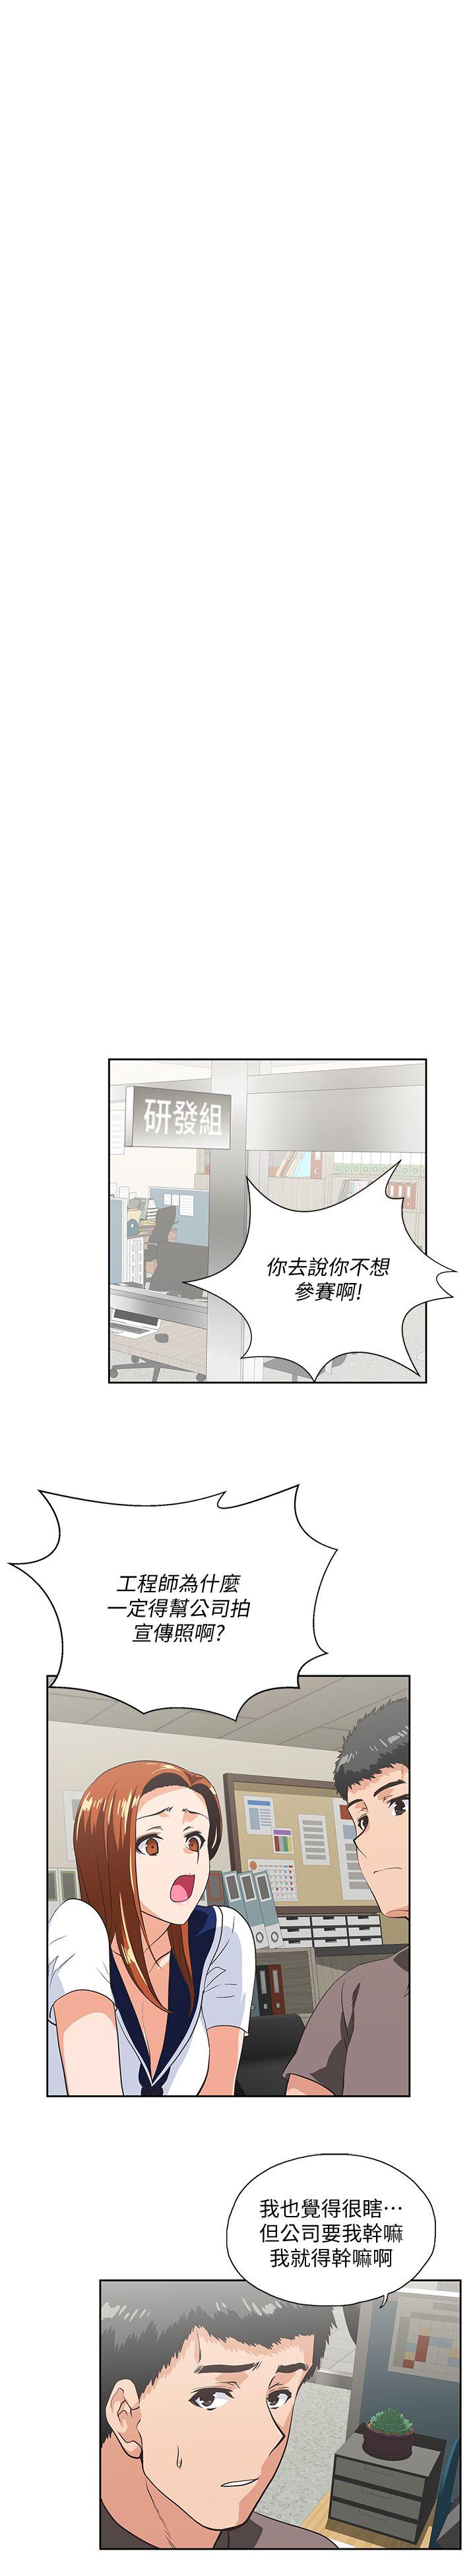 研發組
你去說你不想
參賽啊!
工程師為什麼
一定得幫公司拍
宣傳照啊?
我也覺得很瞎…
但公司要我幹嘛
我就得幹嘛啊